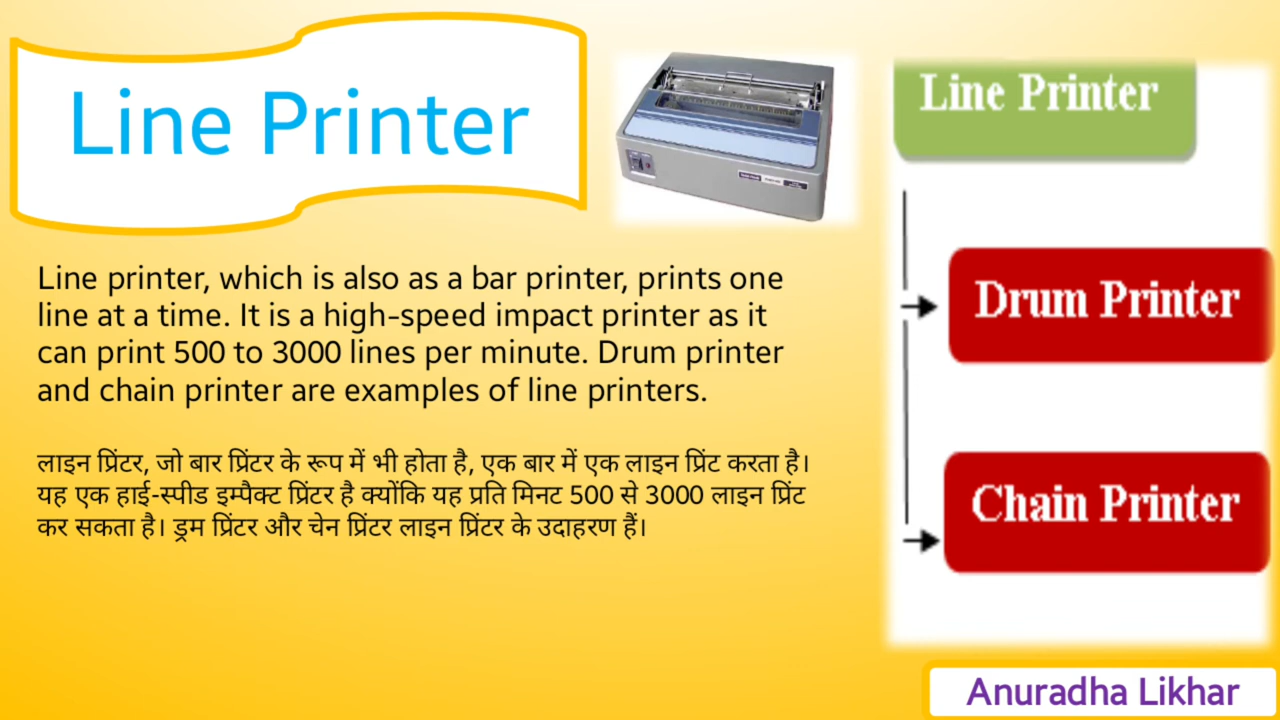 Line Printer
Line Printer
Line printer, which is also as a bar printer, prints one
line at a time. It is a high-speed impact printer as it
can print 500 to 3000 lines per minute. Drum printer
and chain printer are examples of line printers.
लाइन प्रिंटर, जो बार प्रिंटर के रूप में भी होता है, एक बार में एक लाइन प्रिंट करता है।
यह एक हाई-स्पीड इम्पैक्ट प्रिंटर है क्योंकि यह प्रति मिनट 500 से 3000 लाइन प्रिंट
कर सकता है। ड्रम प्रिंटर और चेन प्रिंटर लाइन प्रिंटर के उदाहरण हैं।
Drum Printer
Chain Printer
Anuradha Likhar